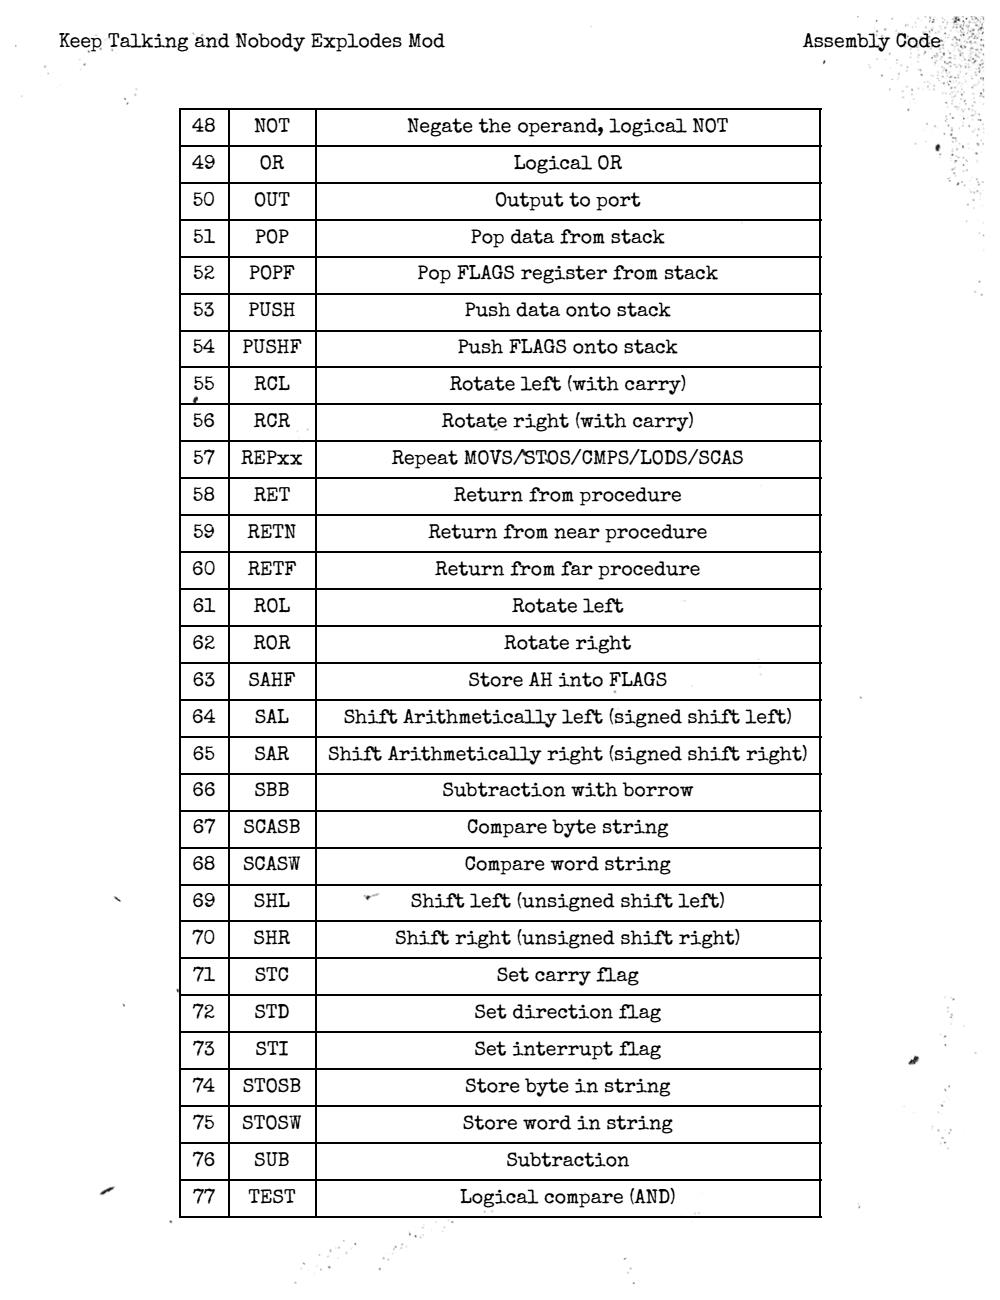 Keep Talking and Nobody Explodes Mod Assembly Code
48 NOT Negate the operand, logical NOT
49 OR Logical OR
50 OUT Output to port
51 POP Pop data from stack
52 POPF Pop FLAGS register from stack
53 PUSH Push data onto stack
54 PUSHF Push FLAGS onto stack
55 RCL Rotate left (with carry)
56 RCR Rotate right (with carry)
57 REPxx Repeat MOVS/STOS/CMPS/LODS/SCAS
58 RET Return from procedure
59 RETN Return from near procedure
60 RETF Return from far procedure
61 ROL Rotate left
62 ROR Rotate right
63 SAHF Store AH into FLAGS
64 SAL Shift Arithmetically left (signed shift left)
65 SAR Shift Arithmetically right (signed shift right)
66 SBB Subtraction with borrow
67 SCASB Compare byte string
68 SCASW Compare word string
69 SHL Shift left (unsigned shift left)
70 SHR Shift right (unsigned shift right)
71 STC Set carry flag
72 STD Set direction flag
73 STI Set interrupt flag
74 STOSB Store byte in string
75 STOSW Store word in string
76 SUB Subtraction
77 TEST Logical compare (AND)